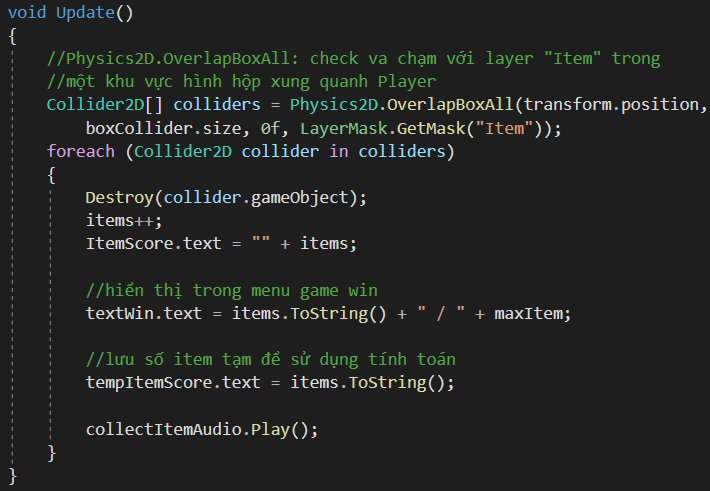 void Update()
{
//Physics2D.OverlapBoxAll: check va chạm với layer "Item" trong
//một khu vực hình hộp xung quanh Player
Collider2D[] colliders = Physics2D.OverlapBoxAll(transform.position,
boxCollider.size, 0f, LayerMask.GetMask("Item"));
foreach (Collider2D collider in colliders)
{
Destroy(collider.gameObject);
items++;
ItemScore.text = "" + items;
//hiển thị trong menu game win
textWin.text = items.ToString() + " / " + maxItem;
//lưu số item tạm để sử dụng tính toán
tempItemScore.text = items.ToString();
collectItemAudio.Play();
}
}